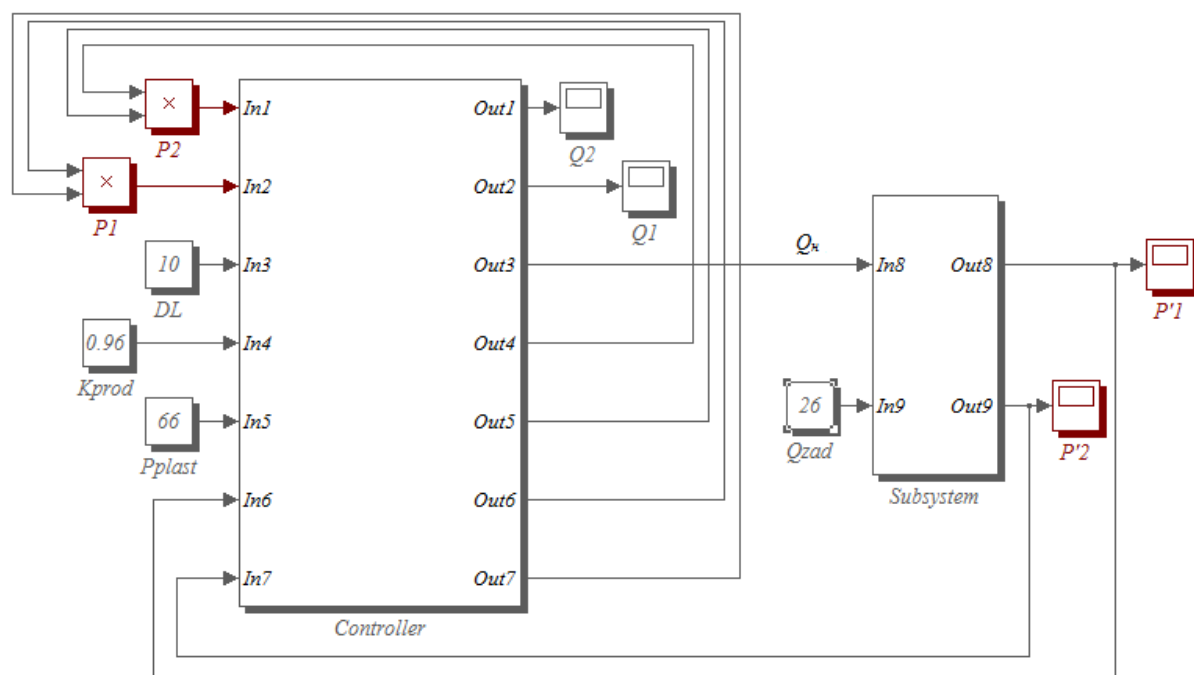 In1
Out1
P2
Q2
In2
Out2
P1
Q1
10
In3
Out3
Qн
In8
Out8
DL
P'1
0.96
In4
Out4
Kprod
66
In5
Out5
26
In9
Out9
Pplast
Qzad
P'2
In6
Out6
Subsystem
In7
Out7
Controller